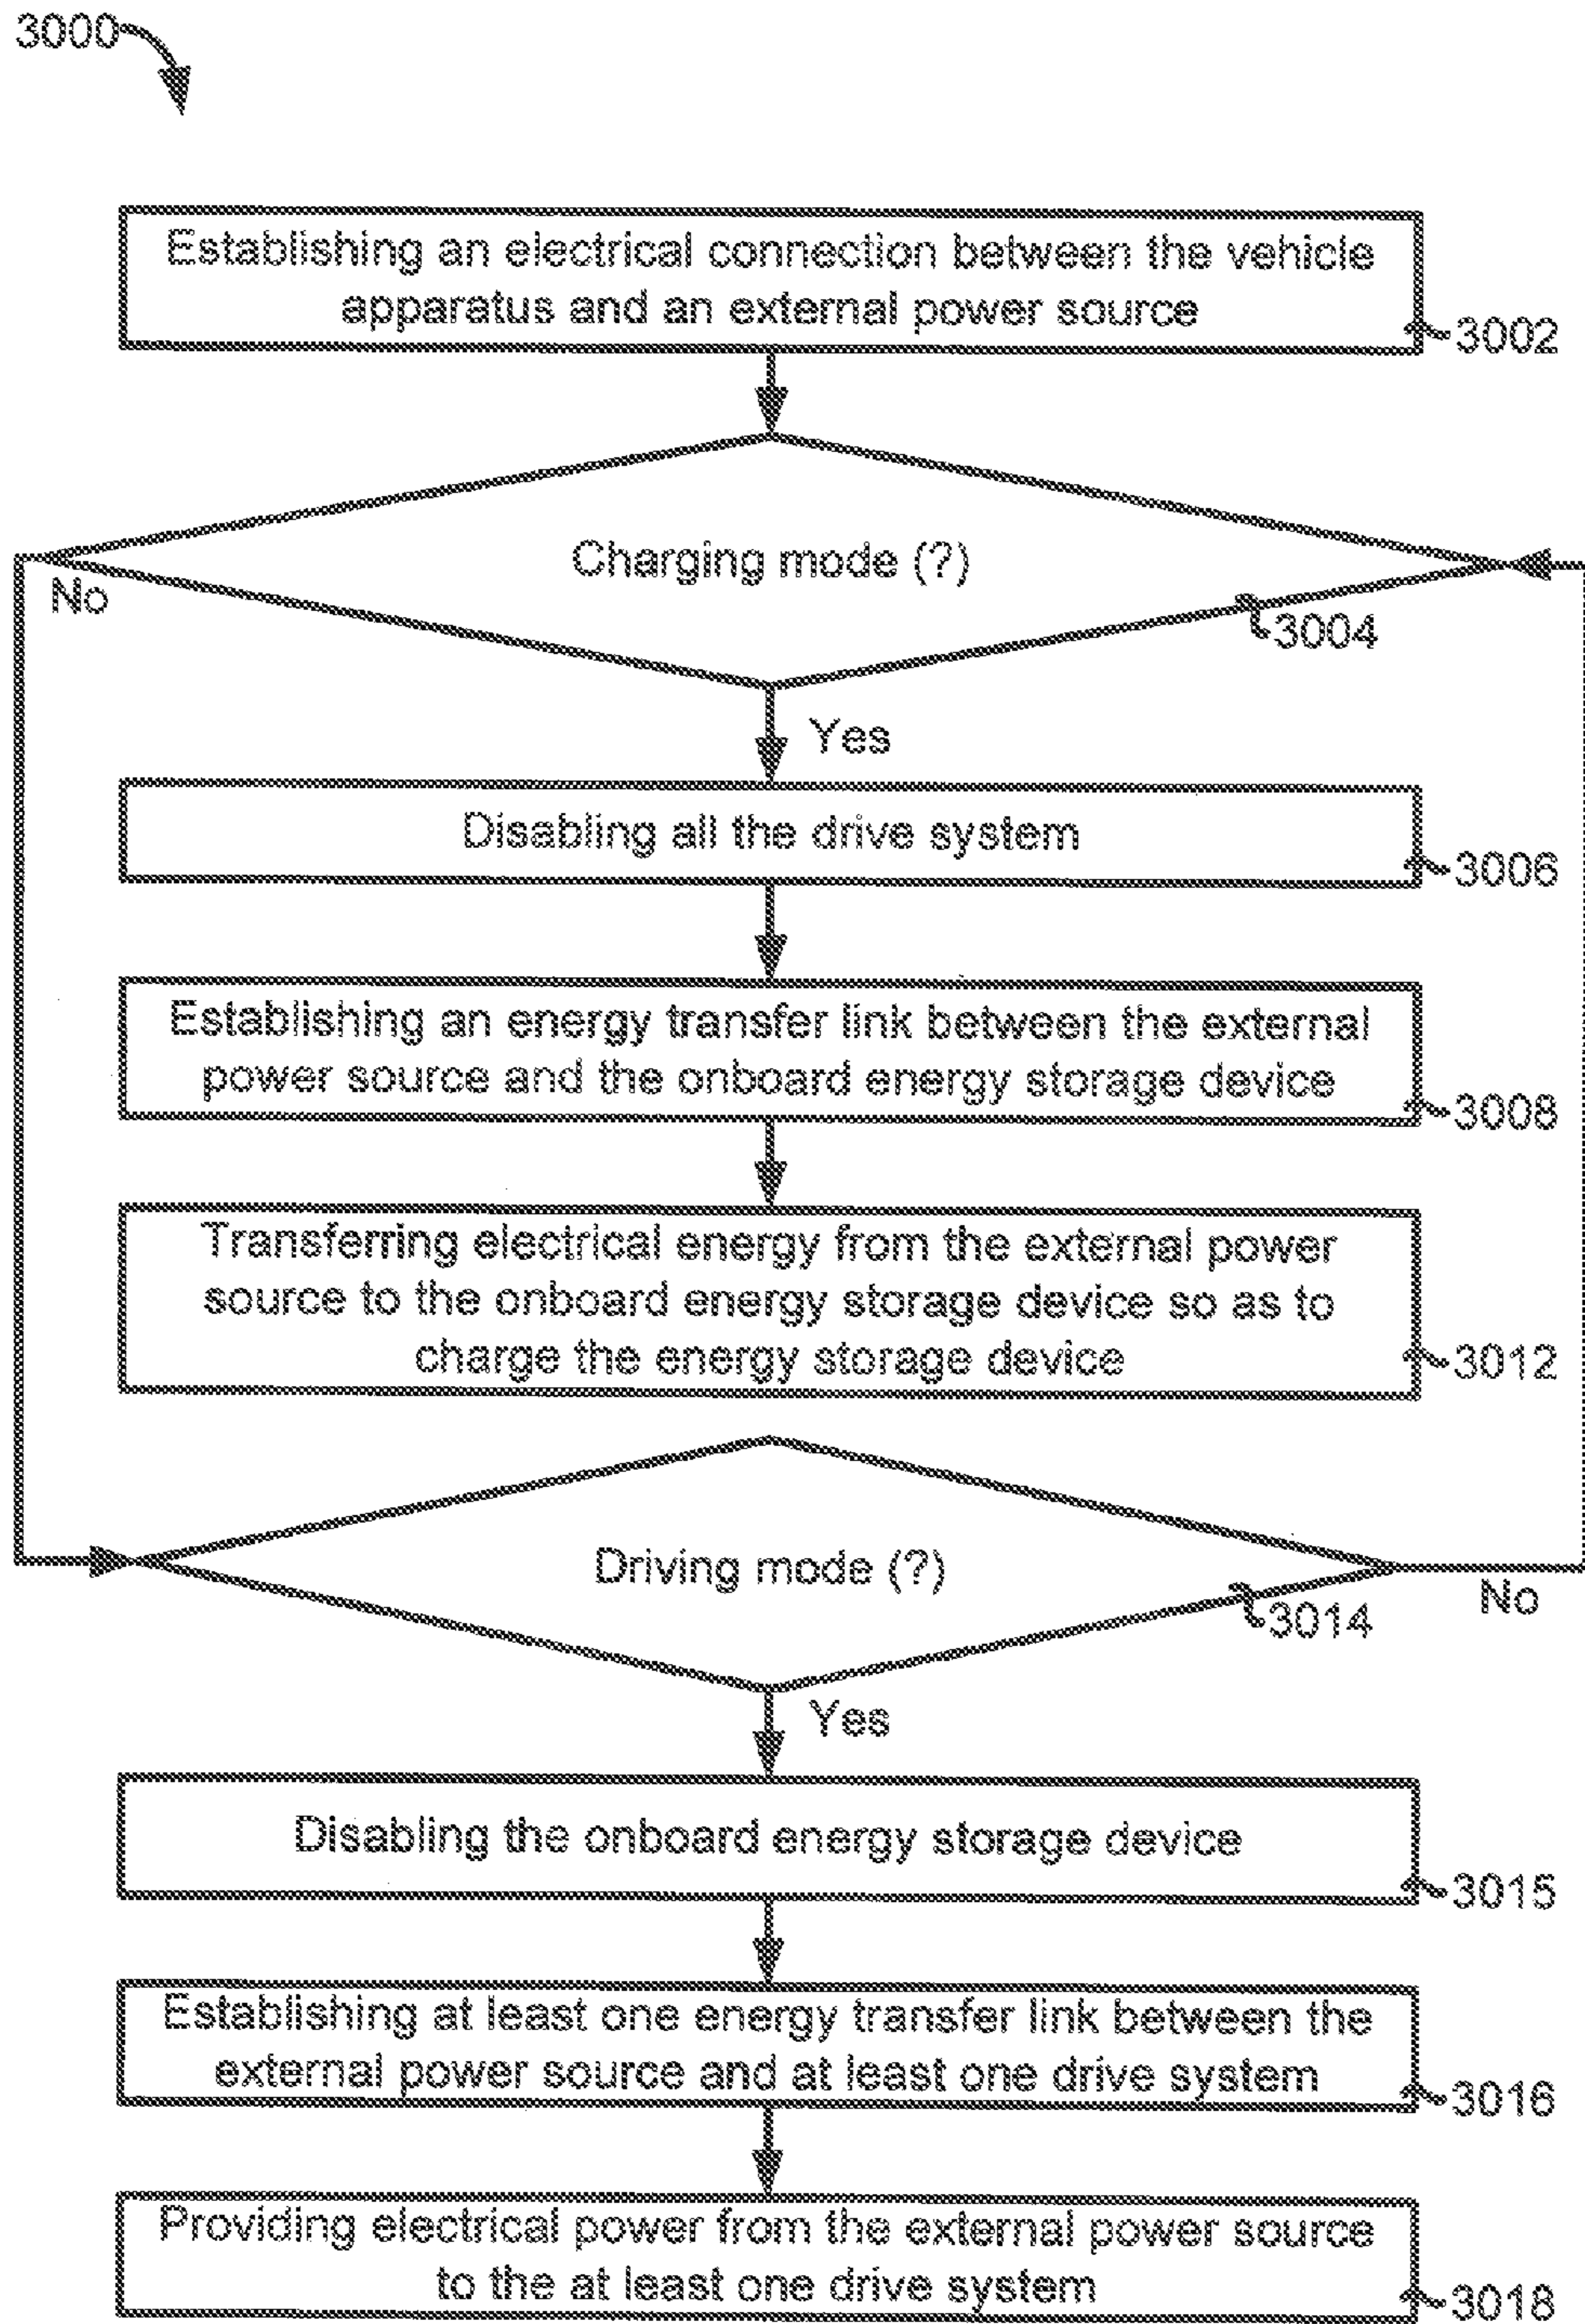 3000
Establishing an electrical connection between the vehicle
apparatus and an external power source
3002
Charging mode (?)
No
3004
Yes
Disabling all the drive system
3006
Establishing an energy transfer link between the external
power source and the onboard energy storage device
3008
Transferring electrical energy from the external power
source to the onboard energy storage device so as to
charge the energy storage device
3012
Driving mode (?)
3014
No
Yes
Disabling the onboard energy storage device
3015
Establishing at least one energy transfer link between the
external power source and at least one drive system
3016
Providing electrical power from the external power source
to the at least one drive system
3018